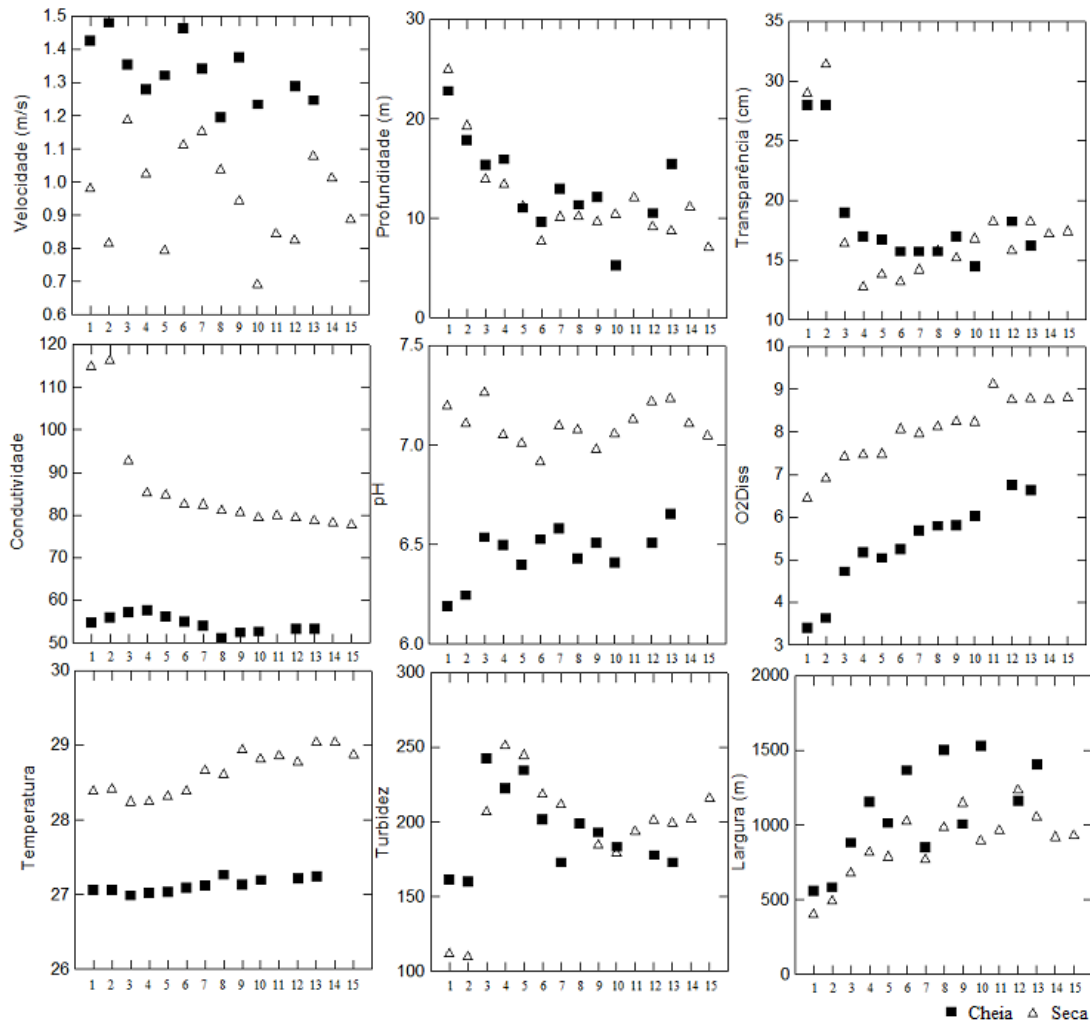 Velocidade (m/s)
1.5
1.4
1.3
1.2
1.1
1.0
0.9
0.8
0.7
0.6
1 2 3 4 5 6 7 8 9 10 11 12 13 14 15
Profundidade (m)
30
20
10
0
1 2 3 4 5 6 7 8 9 10 11 12 13 14 15
Transparência (cm)
35
30
25
20
15
10
1 2 3 4 5 6 7 8 9 10 11 12 13 14 15
Condutividade
120
110
100
90
80
70
60
50
1 2 3 4 5 6 7 8 9 10 11 12 13 14 15
pH
7.5
7.0
6.5
6.0
1 2 3 4 5 6 7 8 9 10 11 12 13 14 15
O2Diss
10
9
8
7
6
5
4
3
1 2 3 4 5 6 7 8 9 10 11 12 13 14 15
Temperatura
30
29
28
27
26
1 2 3 4 5 6 7 8 9 10 11 12 13 14 15
Turbidez
300
250
200
150
100
1 2 3 4 5 6 7 8 9 10 11 12 13 14 15
Largura (m)
2000
1500
1000
500
0
1 2 3 4 5 6 7 8 9 10 11 12 13 14 15
Cheia Seca